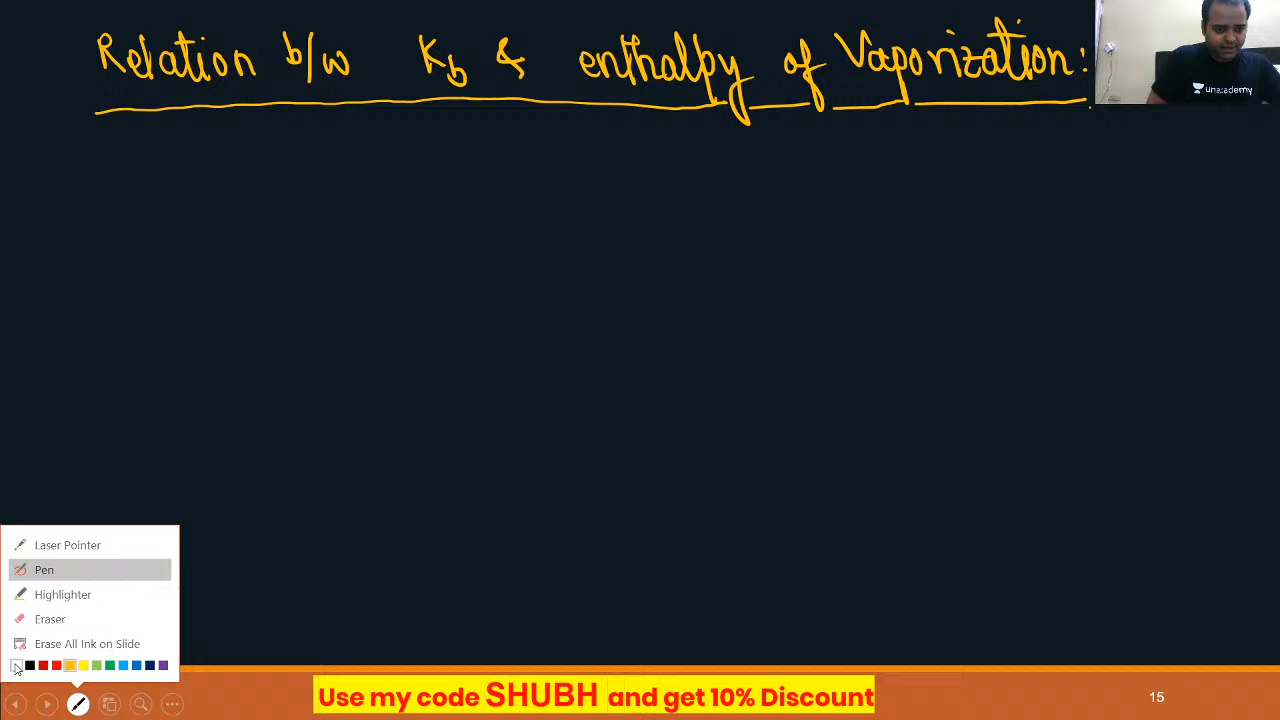 Relation b/w Kb & enthalpy of Vaporization:
unacademy
Laser Pointer
Pen
Highlighter
Eraser
Erase All Ink on Slide
Use my code SHUBH and get 10% Discount
15